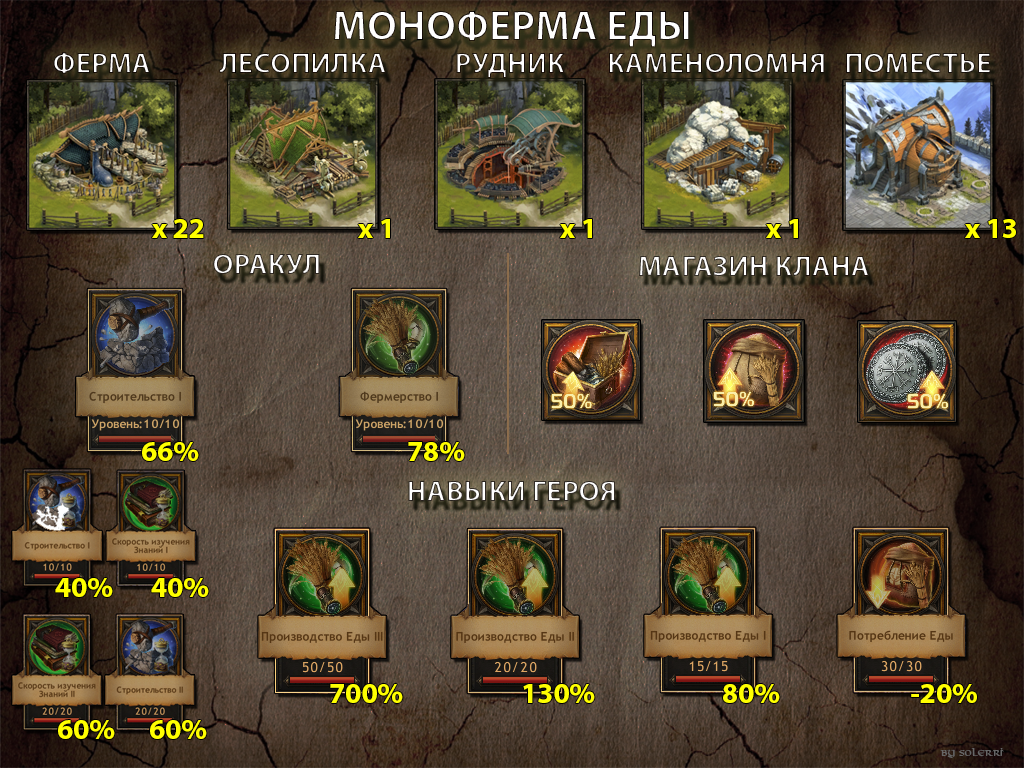 МОНОФЕРМА ЕДЫ
ФЕРМА
ЛЕСОПИЛКА
РУДНИК
КАМЕНОЛОМНЯ
ПОМЕСТЬЕ
x 22
x 1
x 1
x 1
x 13
ОРАКУЛ
МАГАЗИН КЛАНА
Строительство I
Уровень:10/10
66%
Фермерство I
Уровень:10/10
78%
50%
50%
50%
НАВЫКИ ГЕРОЯ
Строительство I
10/10
40%
Скорость изучения
Знаний I
10/10
40%
Скорость изучения
Знаний II
20/20
60%
Строительство II
20/20
60%
Производство Еды III
50/50
700%
Производство Еды II
20/20
130%
Производство Еды I
15/15
80%
Потребление Еды
30/30
-20%
BY SOLERRI